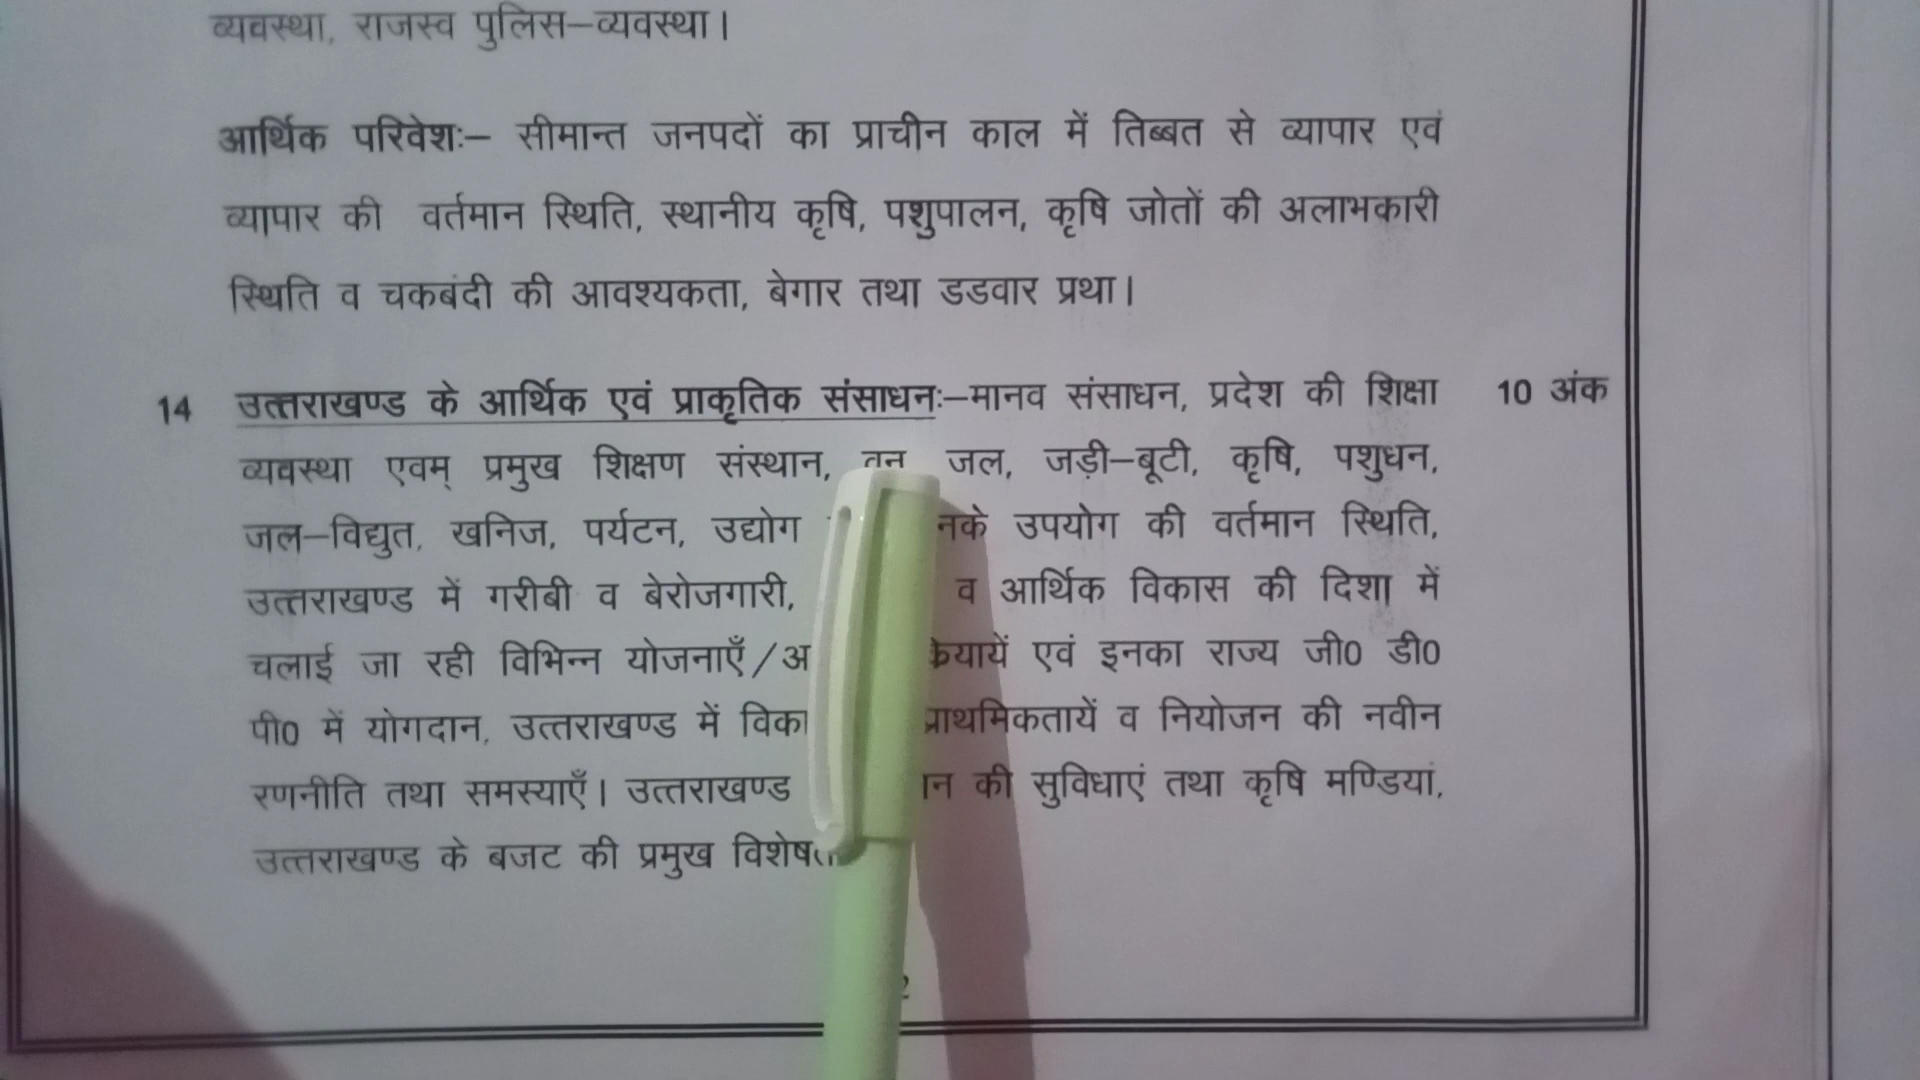 व्यवस्था, राजस्व पुलिस–व्यवस्था।
आर्थिक परिवेशः– सीमान्त जनपदों का प्राचीन काल में तिब्बत से व्यापार एवं
व्यापार की वर्तमान स्थिति, स्थानीय कृषि, पशुपालन, कृषि जोतों की अलाभकारी
स्थिति व चकबंदी की आवश्यकता, बेगार तथा डडवार प्रथा।
14 उत्तराखण्ड के आर्थिक एवं प्राकृतिक संसाधनः–मानव संसाधन, प्रदेश की शिक्षा 10 अंक
व्यवस्था एवम् प्रमुख शिक्षण संस्थान, वन जल, जड़ी–बूटी, कृषि, पशुधन,
जल–विद्युत, खनिज, पर्यटन, उद्योग उपयोग की वर्तमान स्थिति,
उत्तराखण्ड में गरीबी व बेरोजगारी, व आर्थिक विकास की दिशा में
चलाई जा रही विभिन्न योजनाएँ/ एवं इनका राज्य जी0 डी0
पी0 में योगदान, उत्तराखण्ड में प्राथमिकतायें व नियोजन की नवीन
रणनीति तथा समस्याएँ। उत्तराखण्ड की सुविधाएं तथा कृषि मण्डियां,
उत्तराखण्ड के बजट की प्रमुख